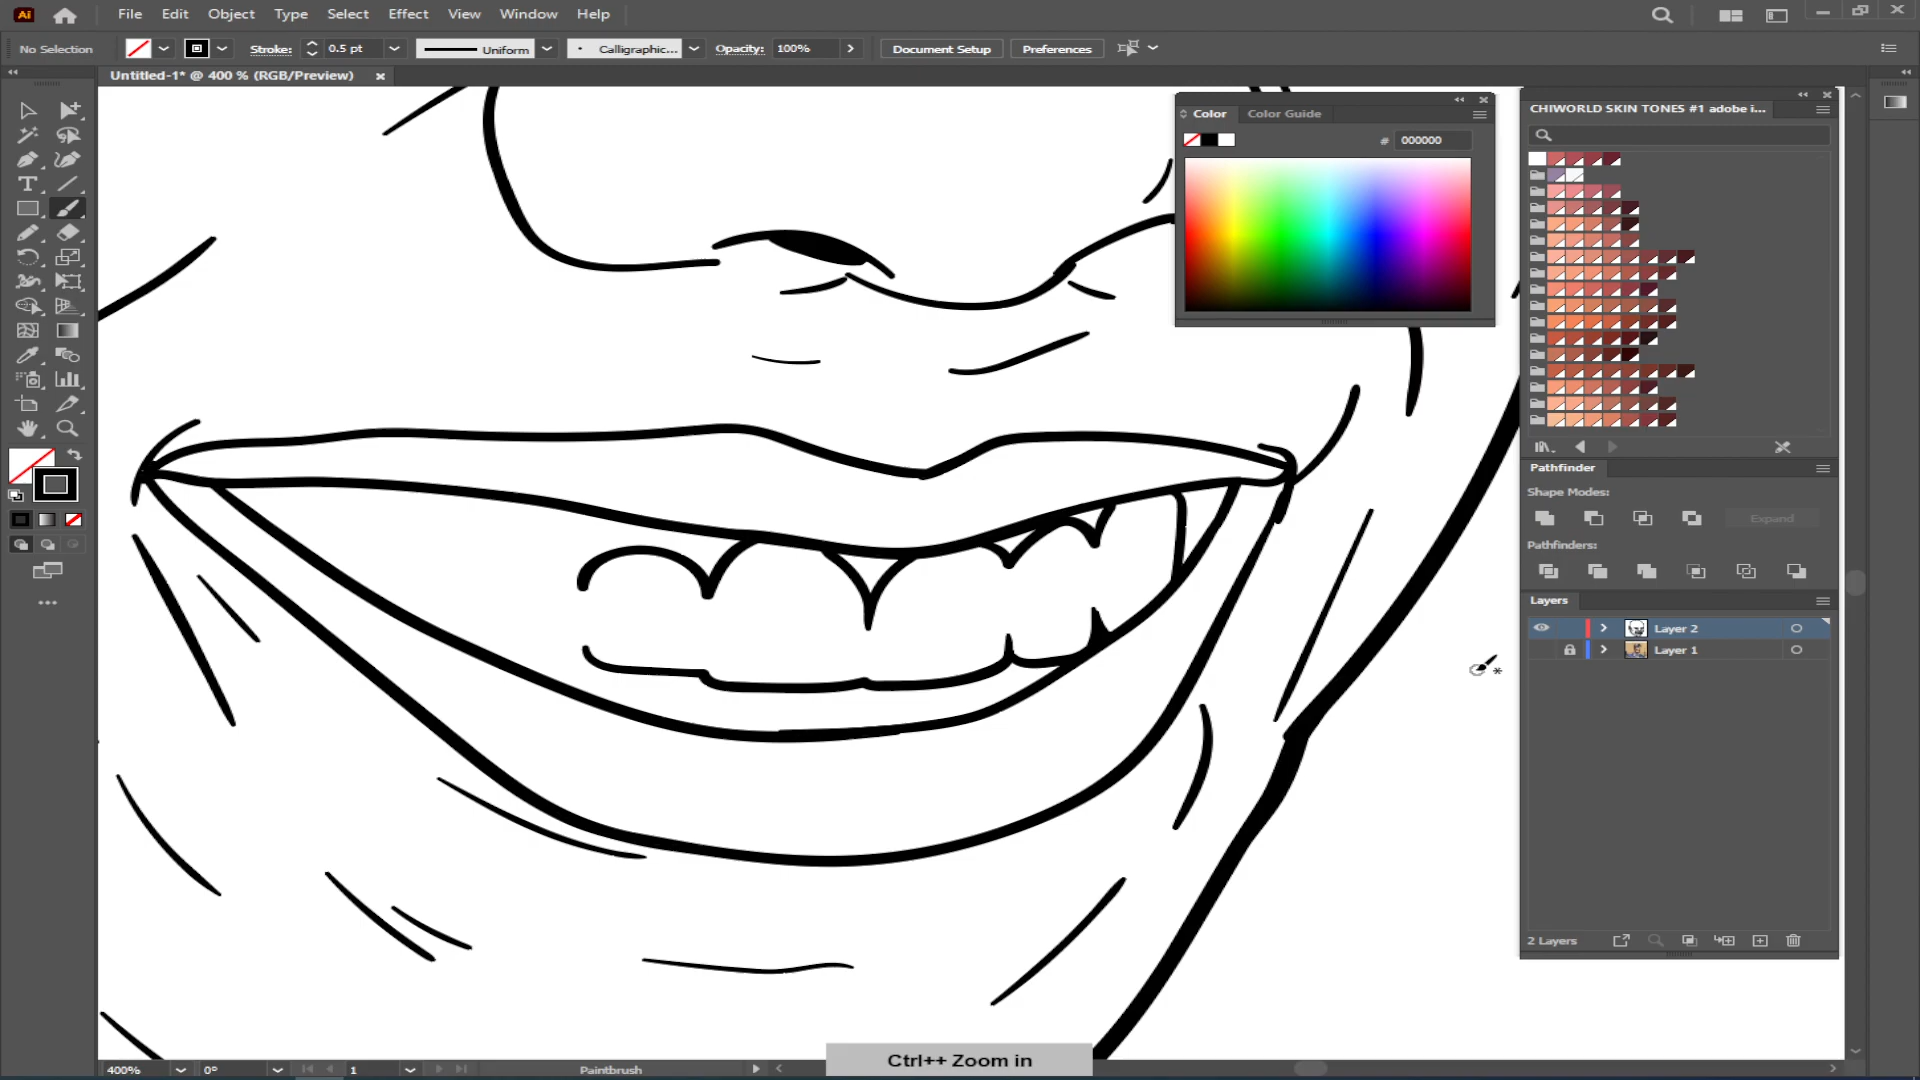 Ai File Edit Object Type Select Effect View Window Help
No Selection Stroke: 0.5 pt Uniform Calligraphic... Opacity: 100% Document Setup Preferences
Untitled-1* @ 400 % (RGB/Preview)
Color Color Guide
# 000000
CHIWORLD SKIN TONES #1 adobe i...
Pathfinder
Shape Modes:
Expand
Pathfinders:
Layers
Layer 2
Layer 1
2 Layers
Ctrl++ Zoom in
400% 0° 1 Paintbrush